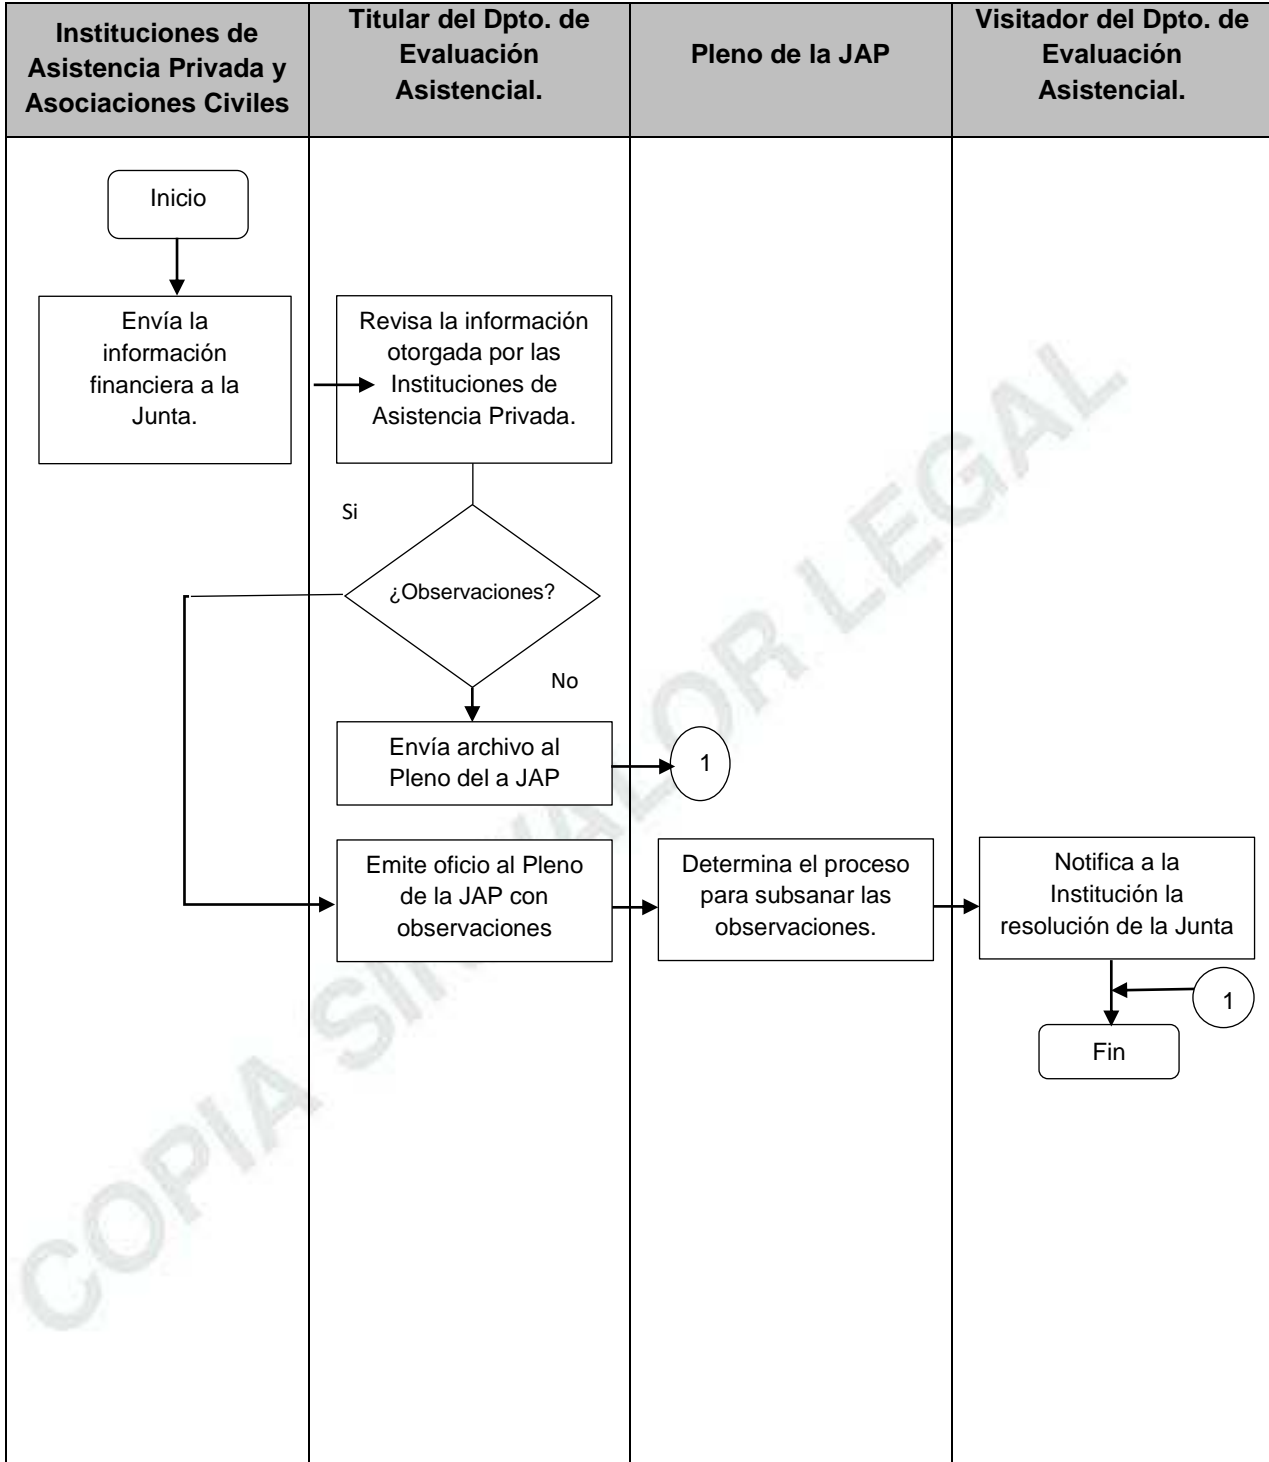 Instituciones de
Asistencia Privada y
Asociaciones Civiles
Titular del Dpto. de
Evaluación
Asistencial.
Pleno de la JAP
Visitador del Dpto. de
Evaluación
Asistencial.
Inicio
Envía la
información
financiera a la
Junta.
Revisa la información
otorgada por las
Instituciones de
Asistencia Privada.
Si
¿Observaciones?
No
Envía archivo al
Pleno del a JAP
1
Emite oficio al Pleno
de la JAP con
observaciones
Determina el proceso
para subsanar las
observaciones.
Notifica a la
Institución la
resolución de la Junta
1
Fin
COPIA SIN VALOR LEGAL